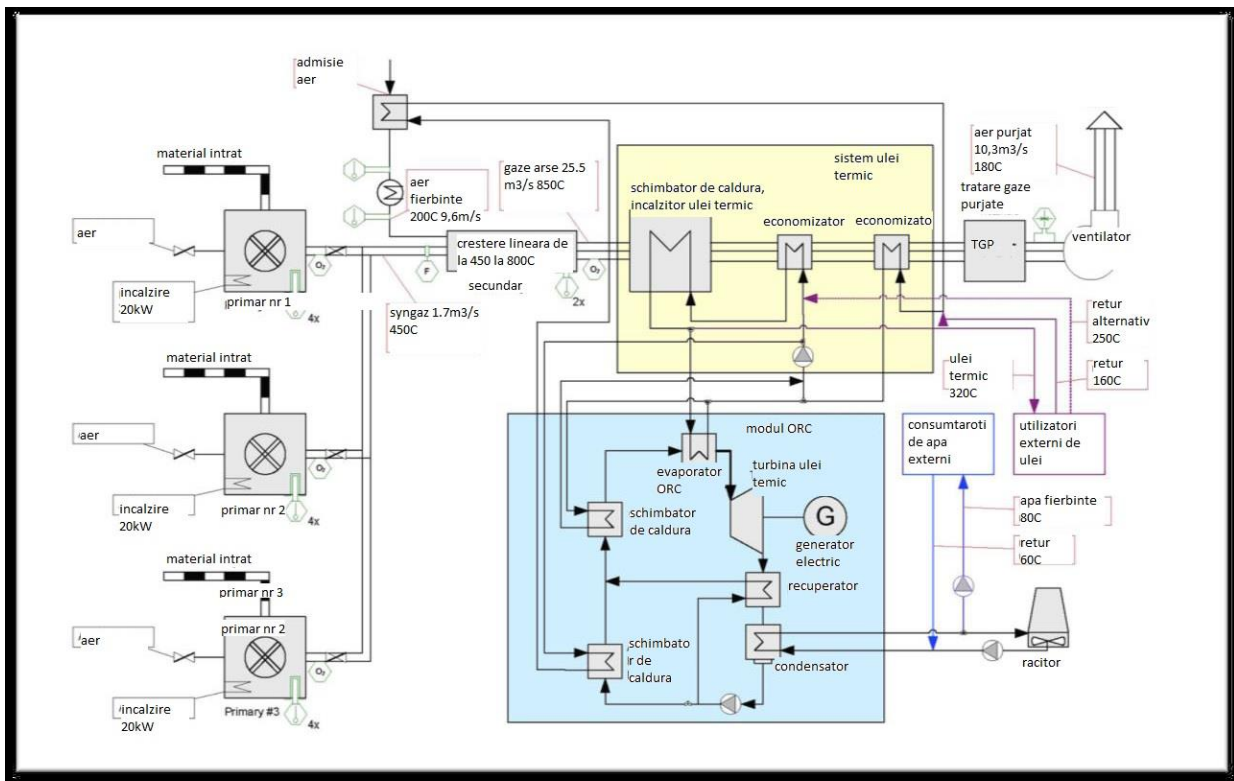 admisie
aer
material intrat
aer
incalzire
20kW
primar nr 1
4x
O₂
syngaz 1.7m3/s
450C
F
aer
fierbinte
200C 9,6m/s
gaze arse 25.5
m3/s 850C
crestere lineara de
la 450 la 800C
secundar
2x
O₂
sistem ulei
termic
schimbator de caldura,
incalzitor ulei termic
economizator
economizato
aer purjat
10,3m3/s
180C
tratare gaze
purjate
TGP -
ventilator
retur
alternativ
250C
ulei
termic
320C
retur
160C
material intrat
aer
incalzire
20kW
primar nr 2
4x
O₂
modul ORC
evaporator
ORC
turbina ulei
temic
schimbator
de caldura
G
generator
electric
recuperator
schimbato
r de
caldura
condensator
consumtaroti
de apa
externi
utilizatori
externi de
ulei
apa fierbinte
80C
retur
60C
racitor
material intrat
primar nr 3
primar nr 2
aer
incalzire
20kW
Primary #3
4x
O₂